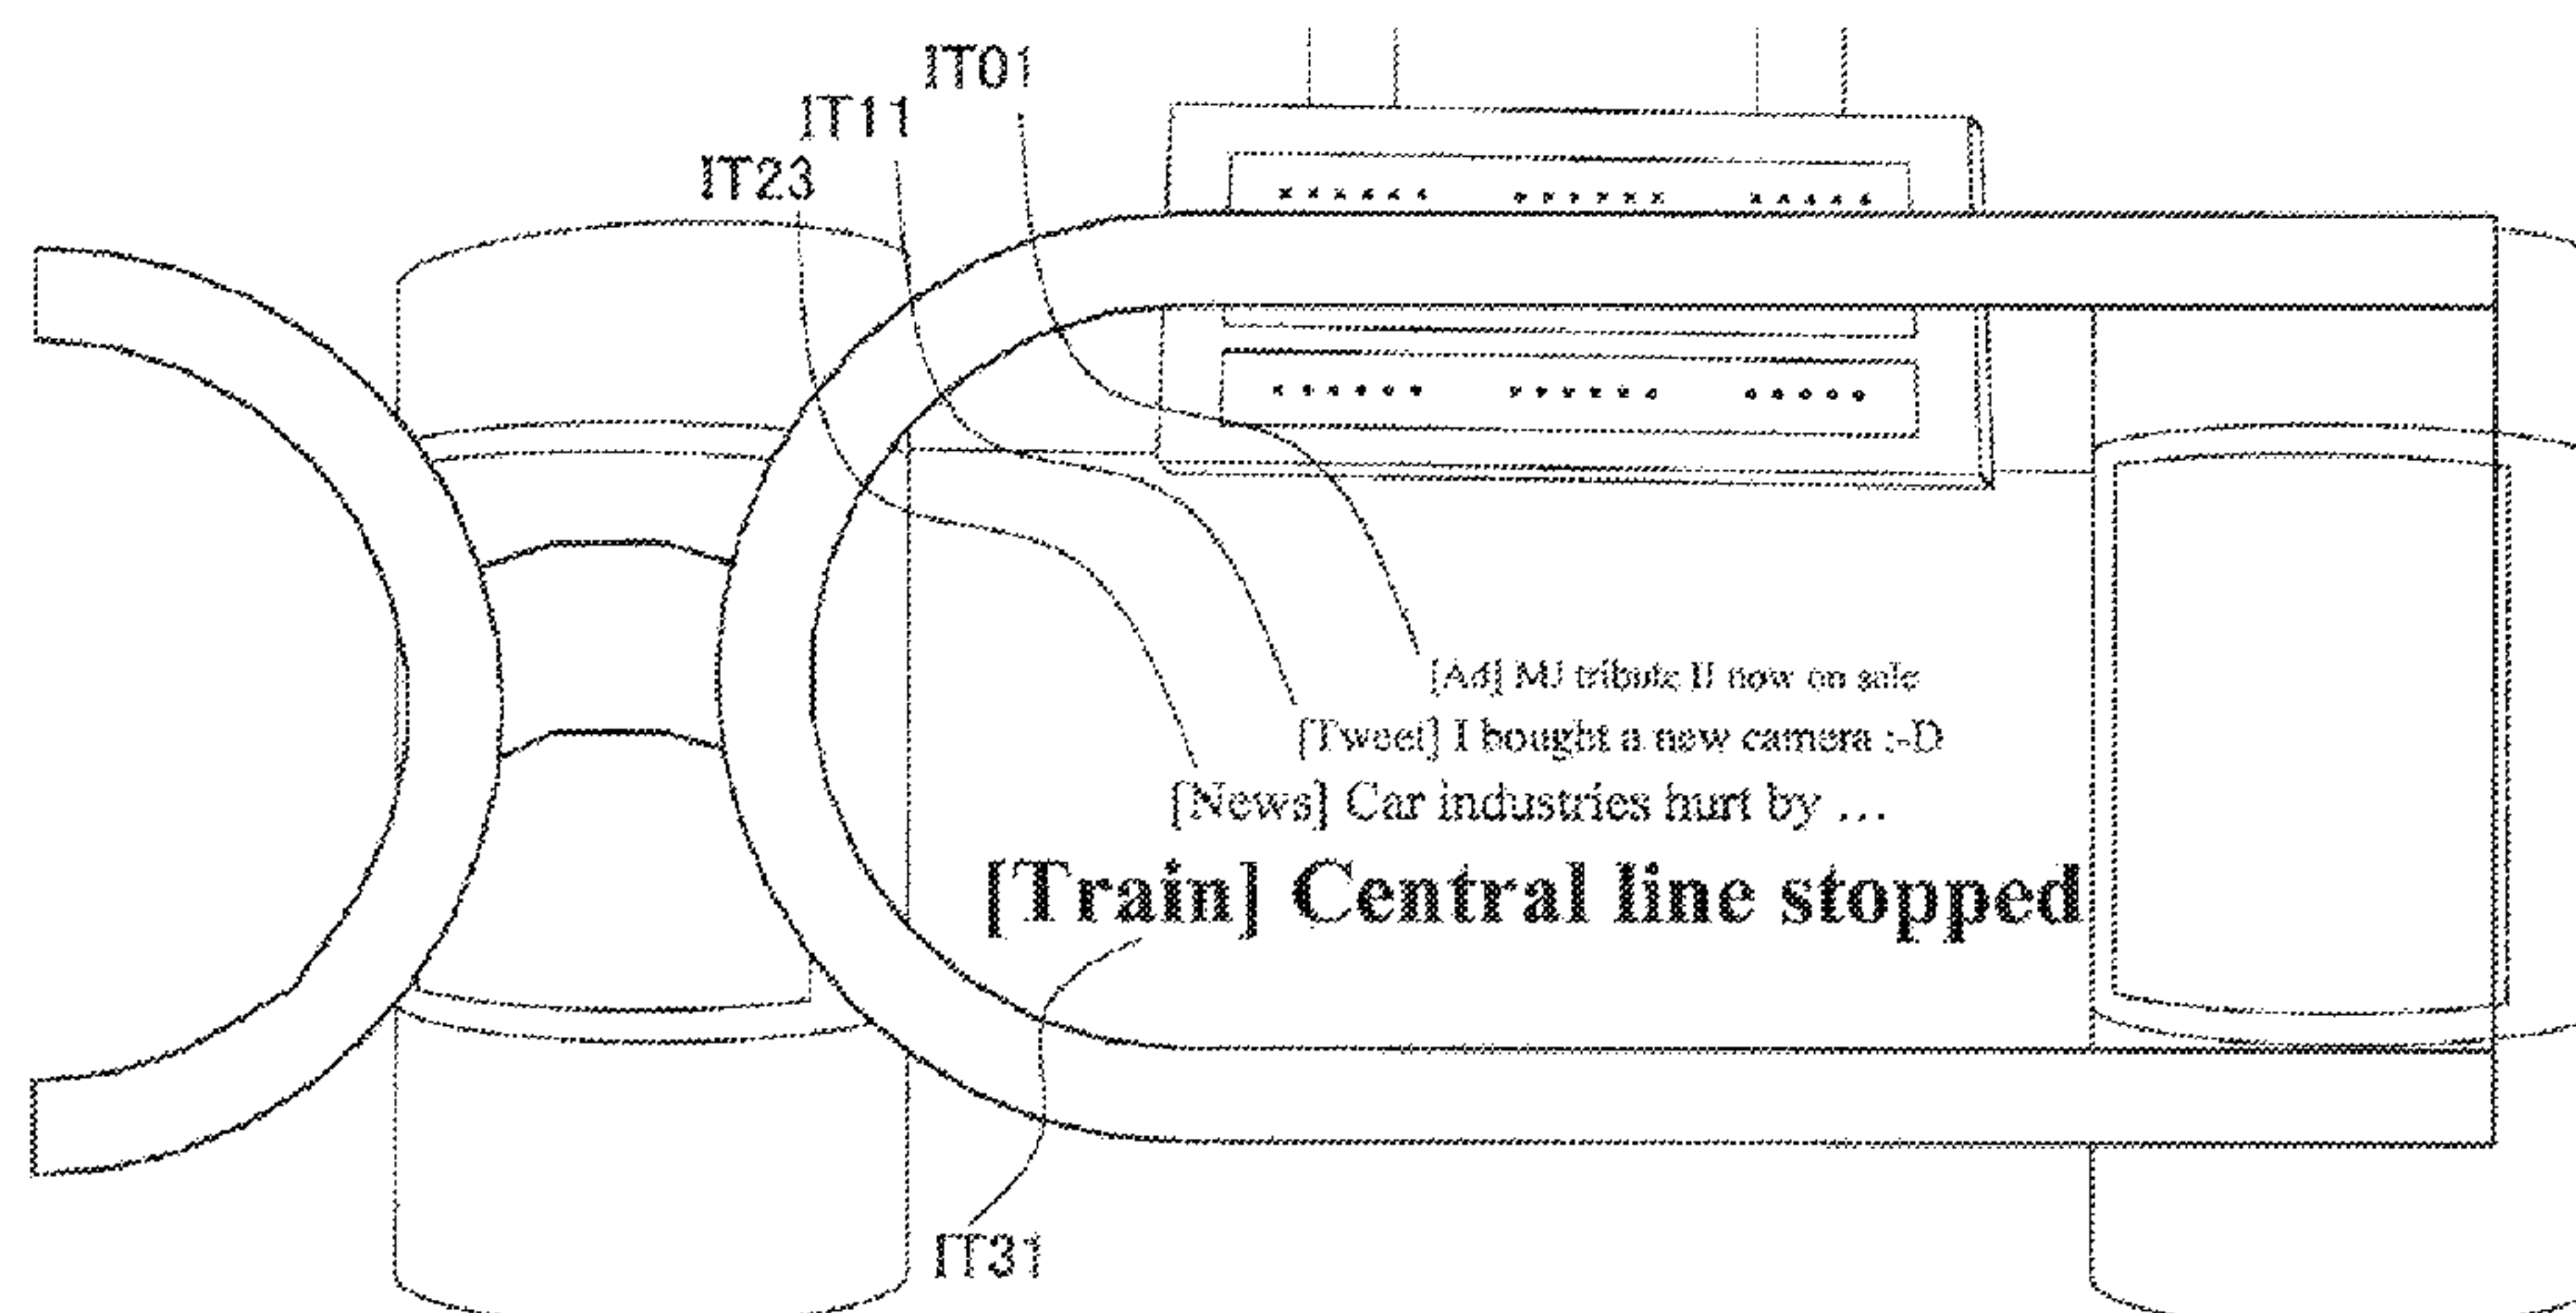 IT01
IT11
IT23
[Ad] MJ tribute II now on sale
[Tweet] I bought a new camera :-D
[News] Car industries hurt by ...
[Train] Central line stopped
IT31